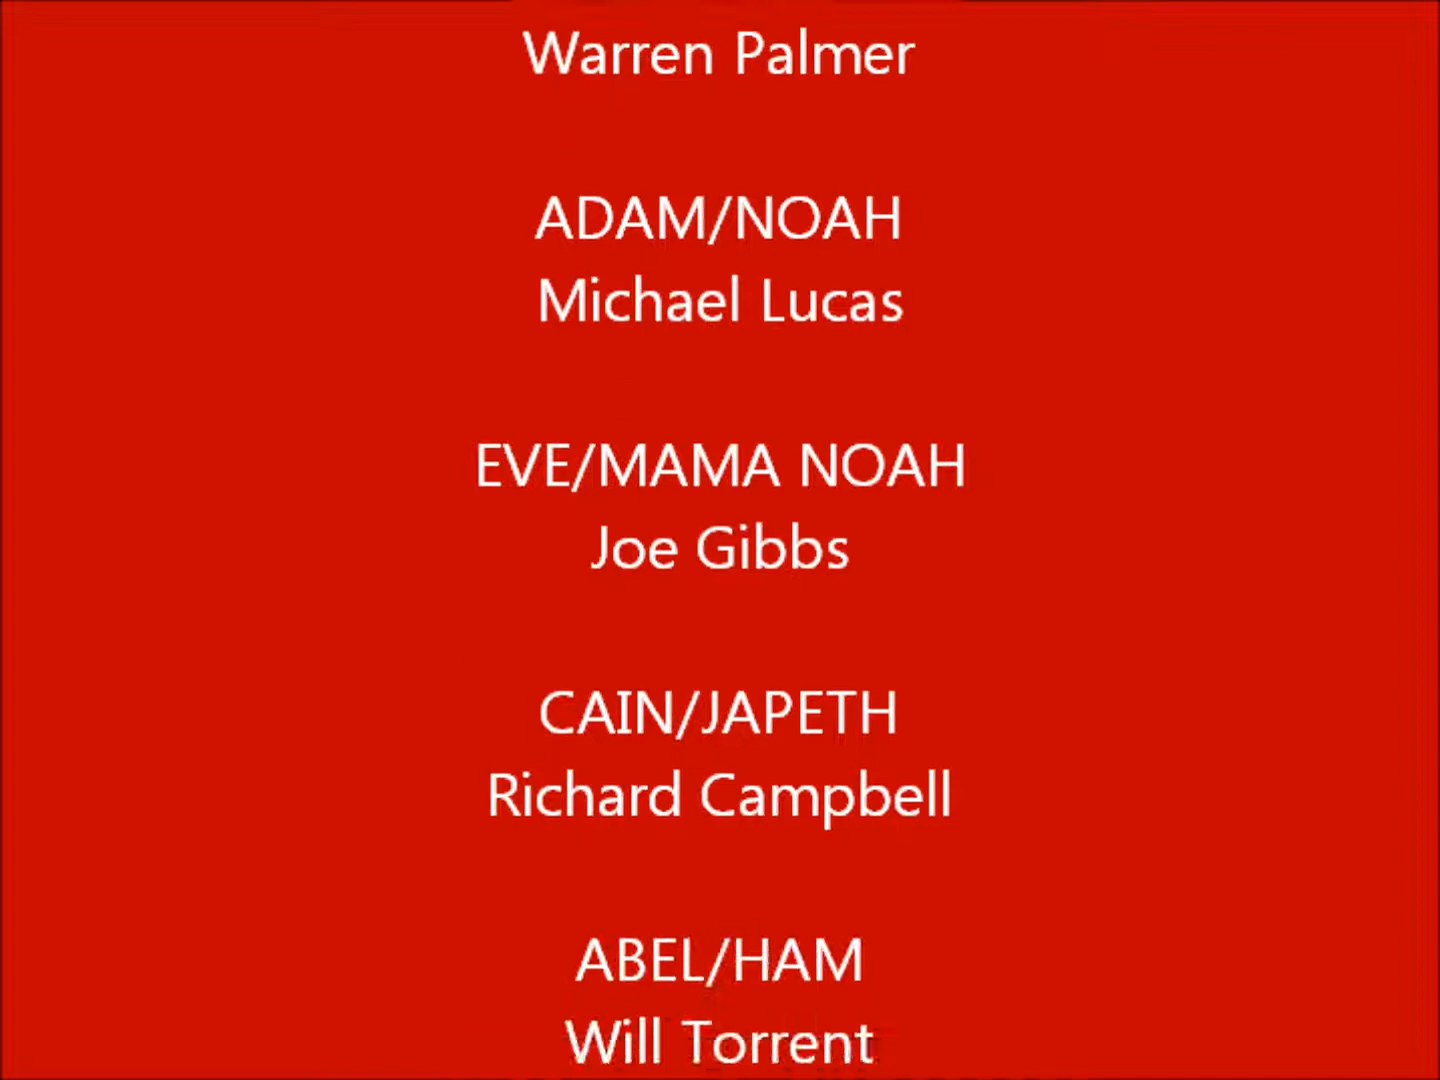 Warren Palmer
ADAM/NOAH
Michael Lucas
EVE/MAMA NOAH
Joe Gibbs
CAIN/JAPETH
Richard Campbell
ABEL/HAM
Will Torrent